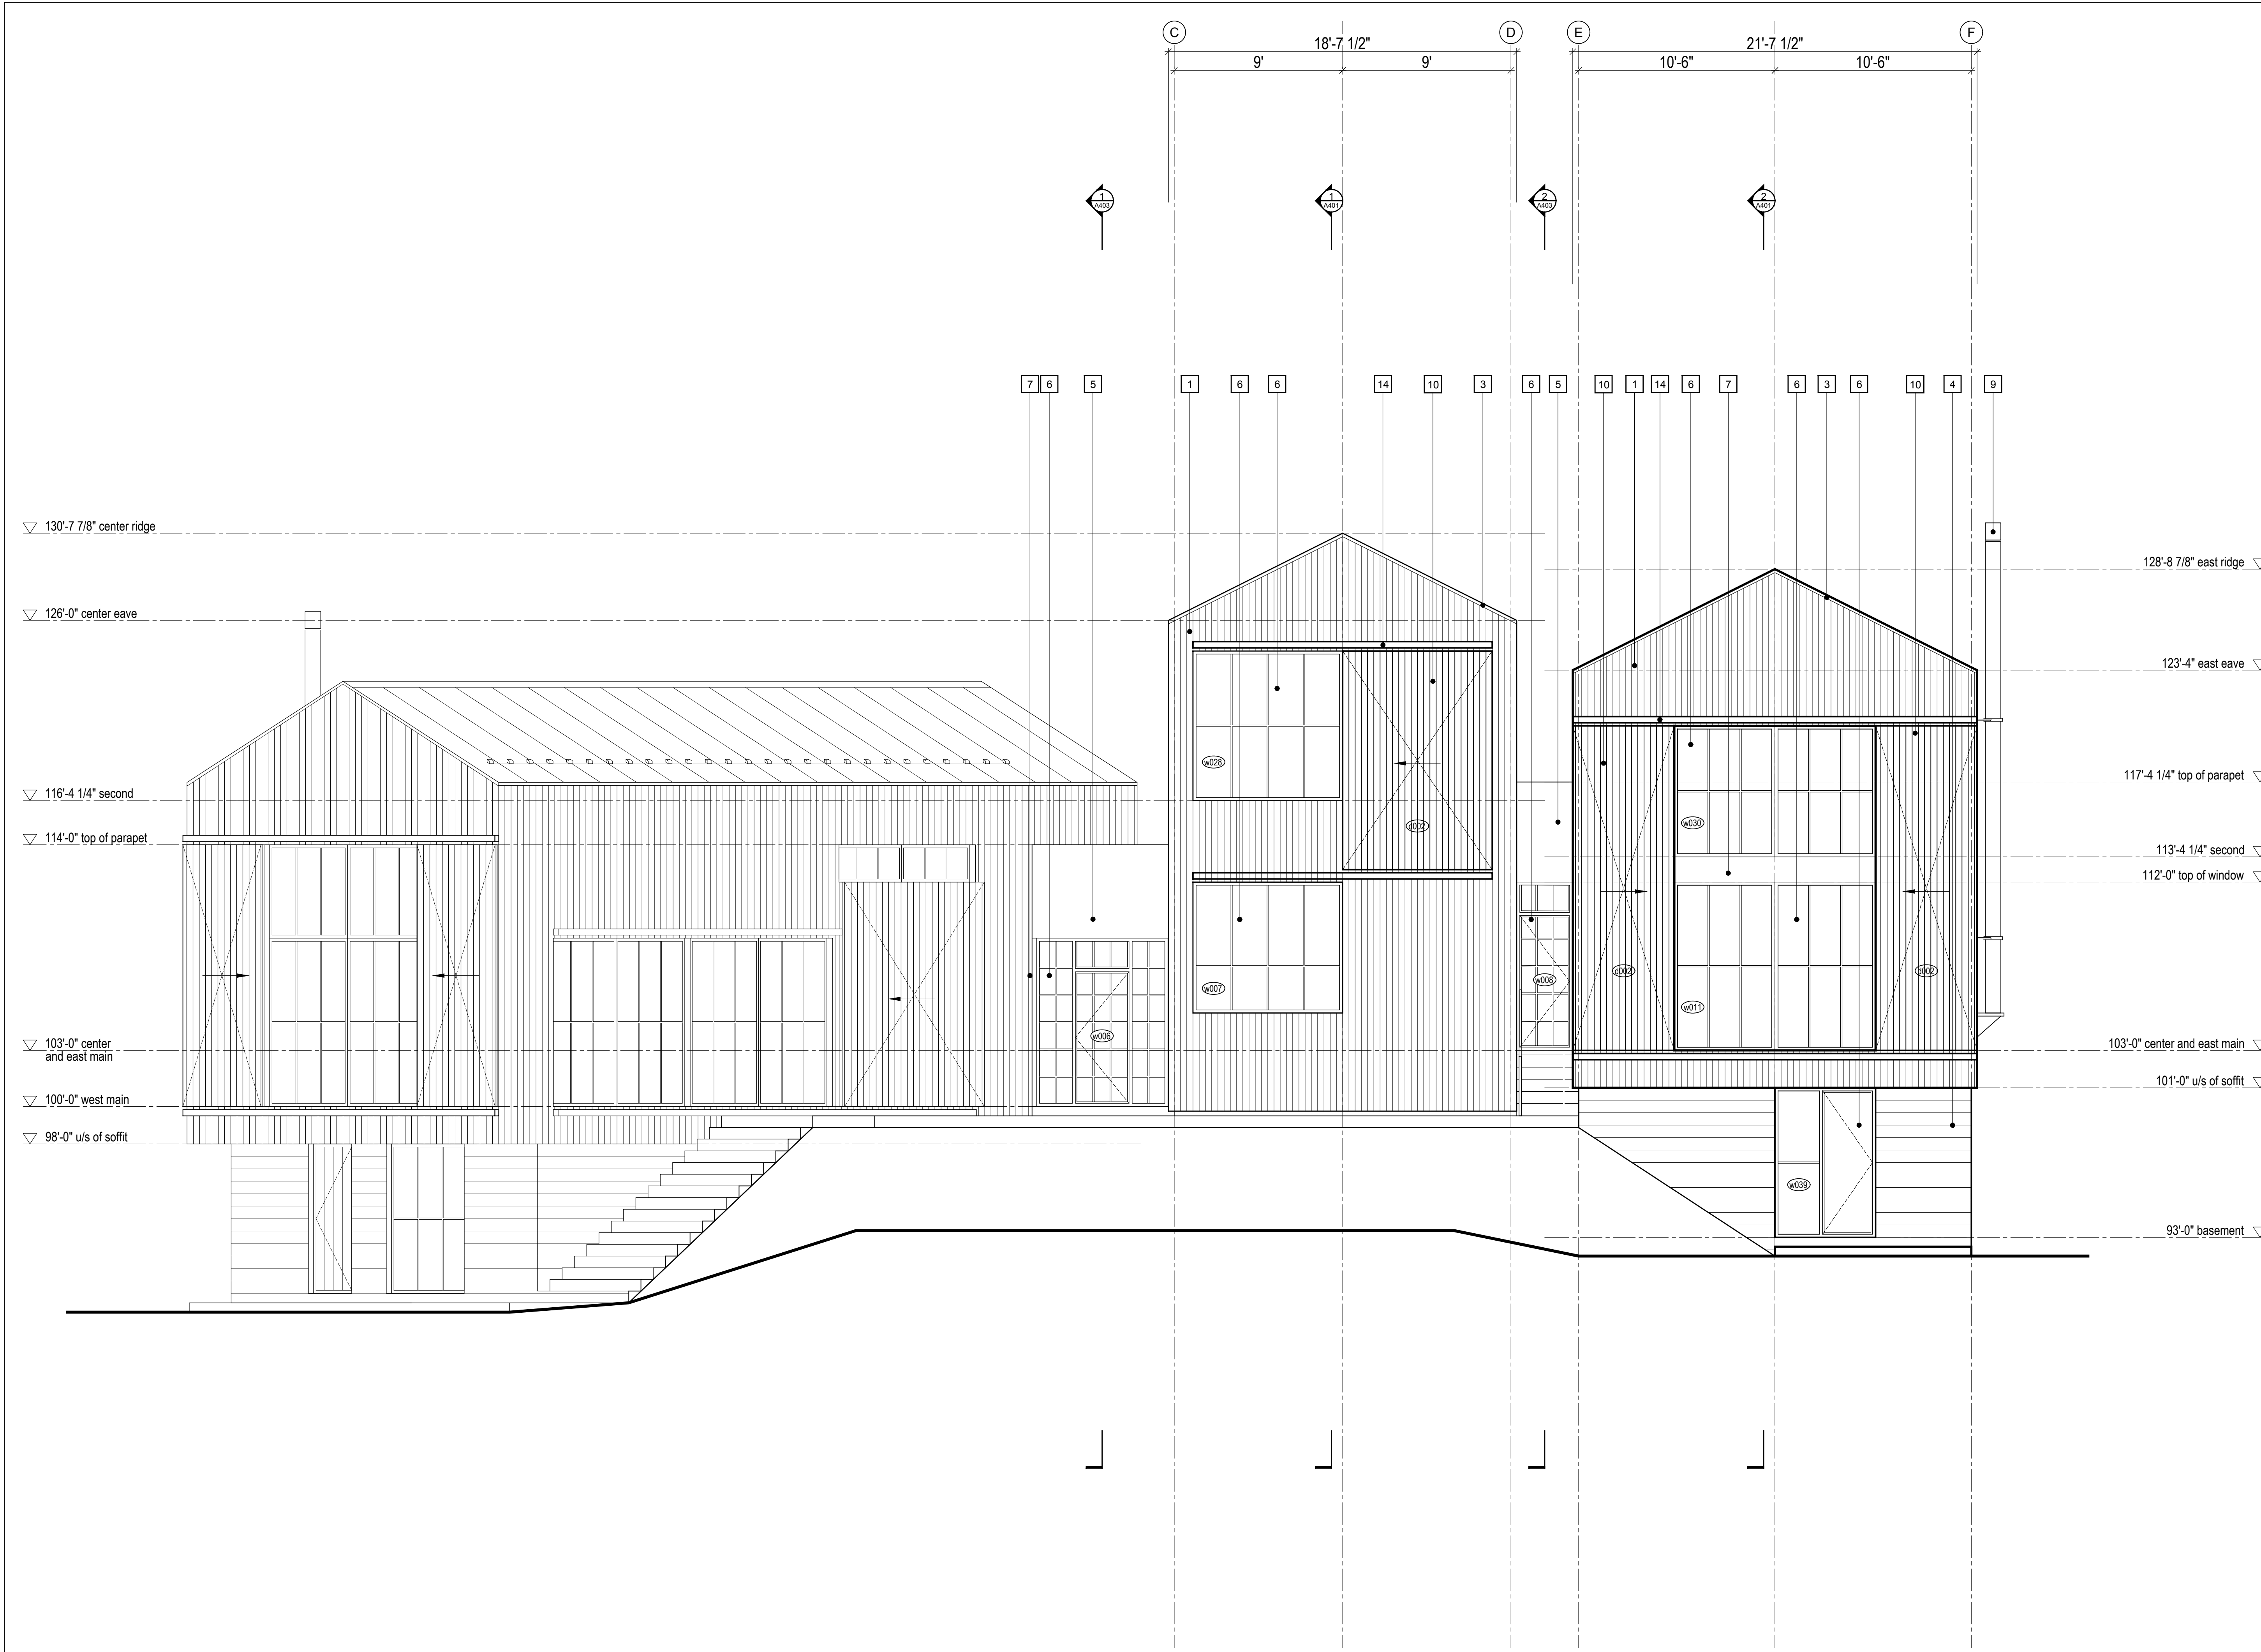 C D E F
18'-7 1/2" 21'-7 1/2"
9' 9' 10'-6" 10'-6"
1 1 2 2
A403 A401 A403 A401
7 6 5 1 6 6 14 10 3 6 5 10 1 14 6 7 6 3 6 10 4 9
130'-7 7/8" center ridge
128'-8 7/8" east ridge
126'-0" center eave
123'-4" east eave
w028
117'-4 1/4" top of parapet
116'-4 1/4" second
d002
w030
114'-0" top of parapet
113'-4 1/4" second
112'-0" top of window
d002
d002
w008
w007
w011
w006
103'-0" center
and east main
103'-0" center and east main
101'-0" u/s of soffit
100'-0" west main
98'-0" u/s of soffit
w039
93'-0" basement